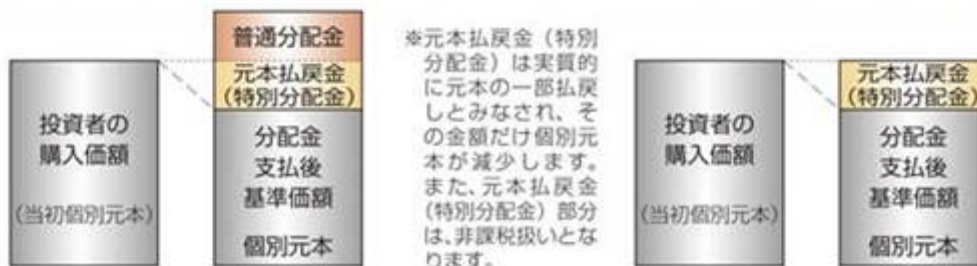 投資者の
購入価額
(当初個別元本)
普通分配金
元本払戻金
(特別分配金)
分配金
支払後
基準価額
個別元本
※元本払戻金(特別
分配金)は実質的
に元本の一部払戻
しとみなされ、そ
の金額だけ個別元
本が減少します。
また、元本払戻金
(特別分配金)部分
は、非課税扱いとな
ります。
投資者の
購入価額
(当初個別元本)
元本払戻金
(特別分配金)
分配金
支払後
基準価額
個別元本